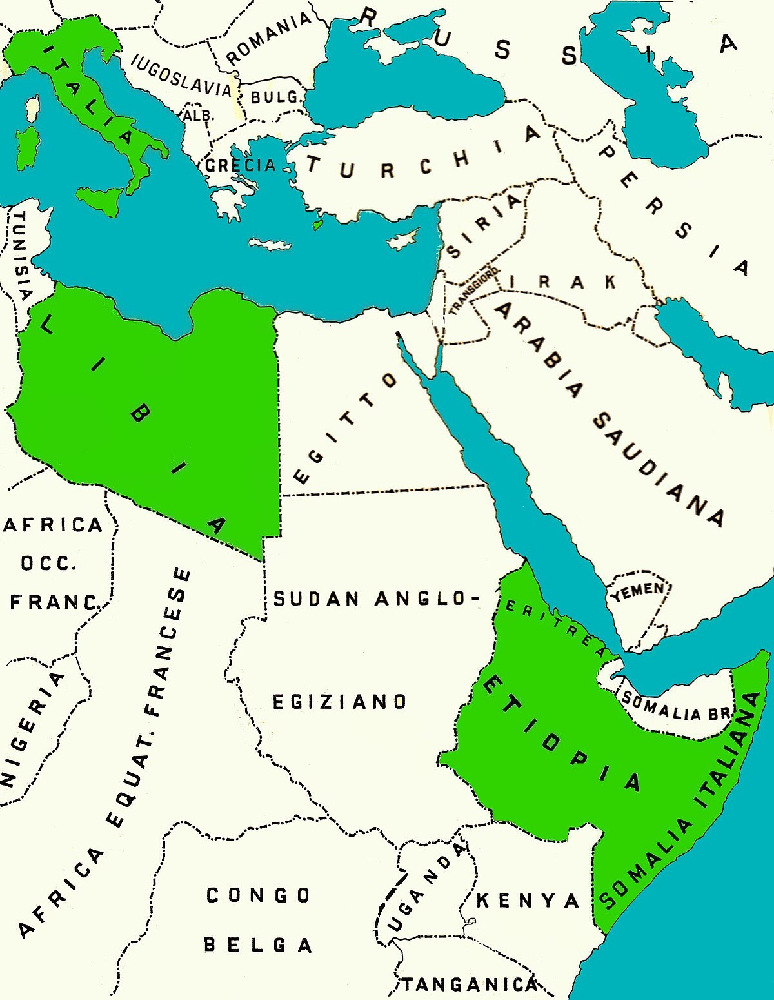 RUSSIA
ROMANIA
ITALIA
IUGOSLAVIA
BULG.
ALB.
GRECIA
TURCHIA
PERSIA
TUNISIA
SIRIA
TRANSGIORD.
IRAK
LIBIA
EGITTO
ARABIA SAUDIANA
AFRICA
OCC.
FRANC.
SUDAN ANGLO-
EGIZIANO
YEMEN
ERITREA
ETIOPIA
SOMALIA BR.
SOMALIA ITALIANA
NIGERIA
AFRICA EQUAT. FRANCESE
CONGO
BELGA
UGANDA
KENYA
TANGANICA